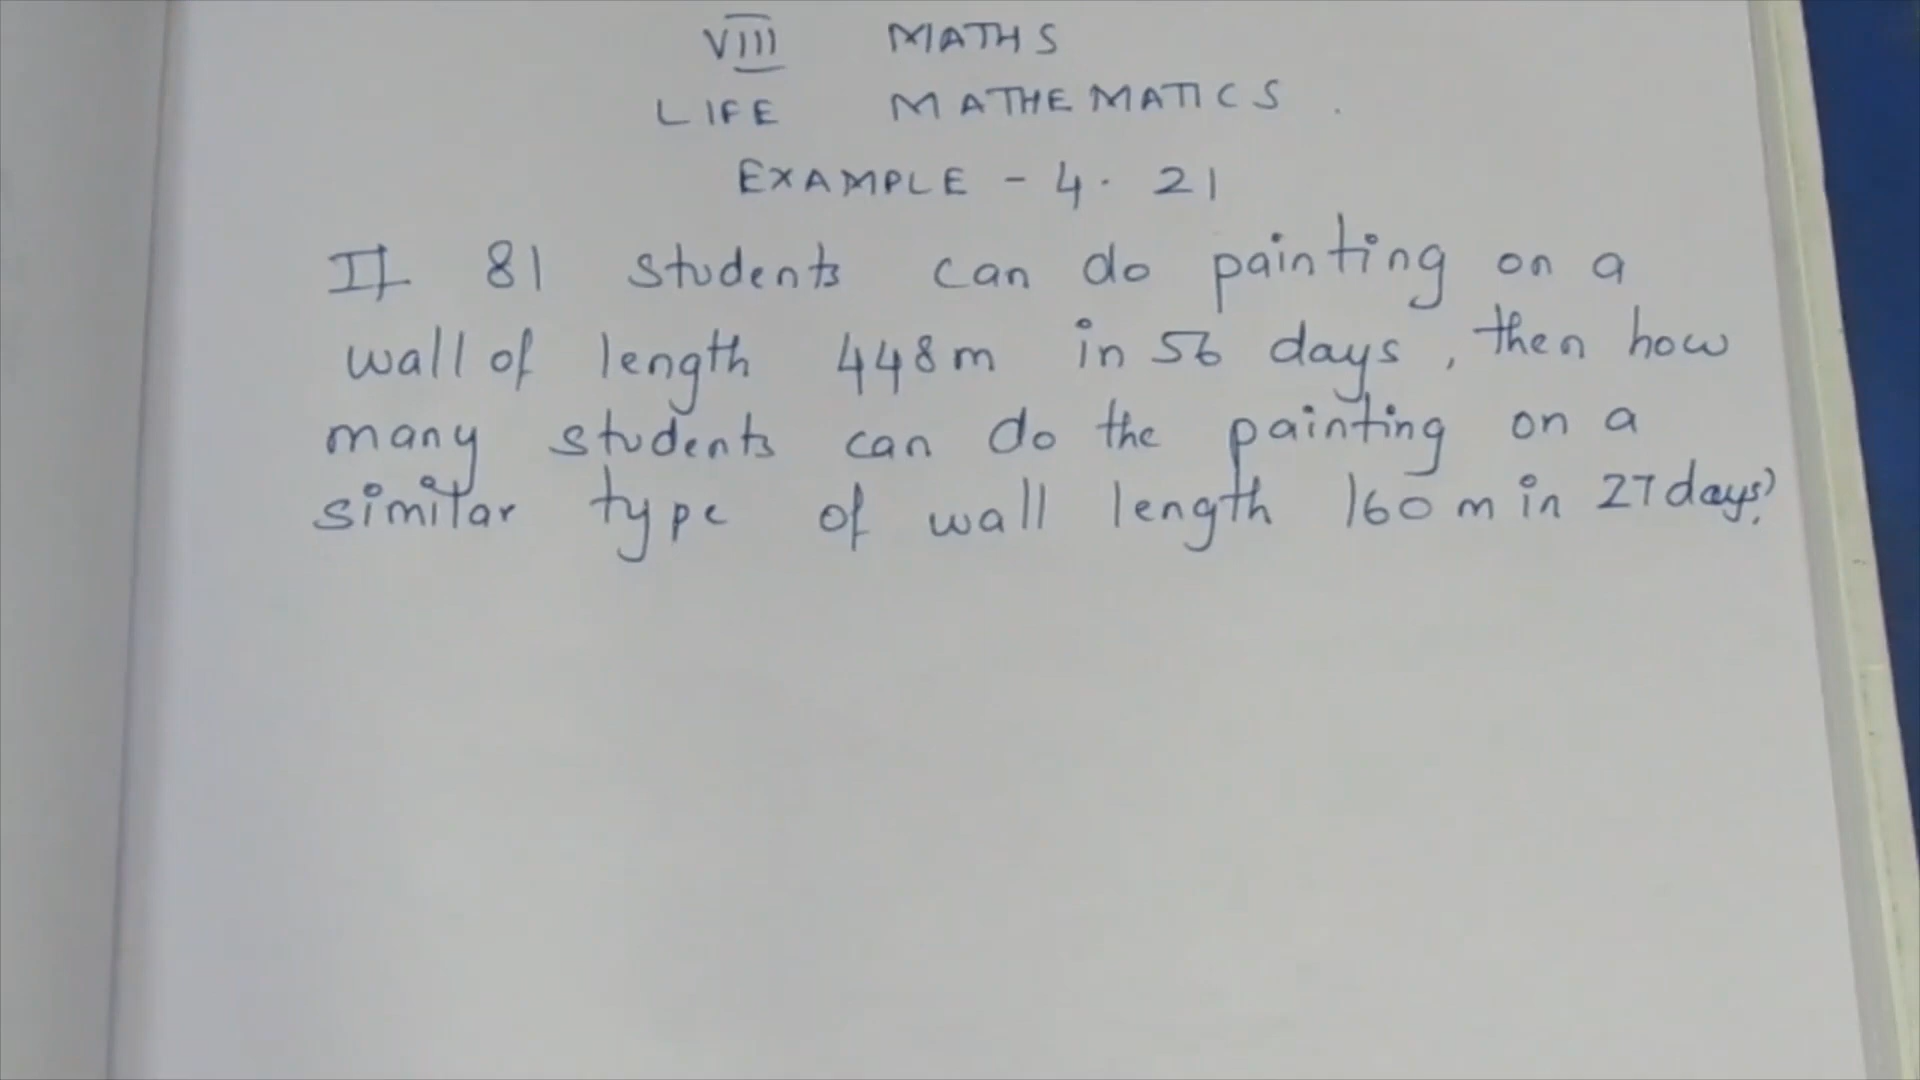 VIII MATHS
LIFE MATHEMATICS.
EXAMPLE - 4. 21
If 81 students can do painting on a
wall of length 448m in 56 days, then how
many students can do the painting on a
similar type of wall length 160 m in 27 days?